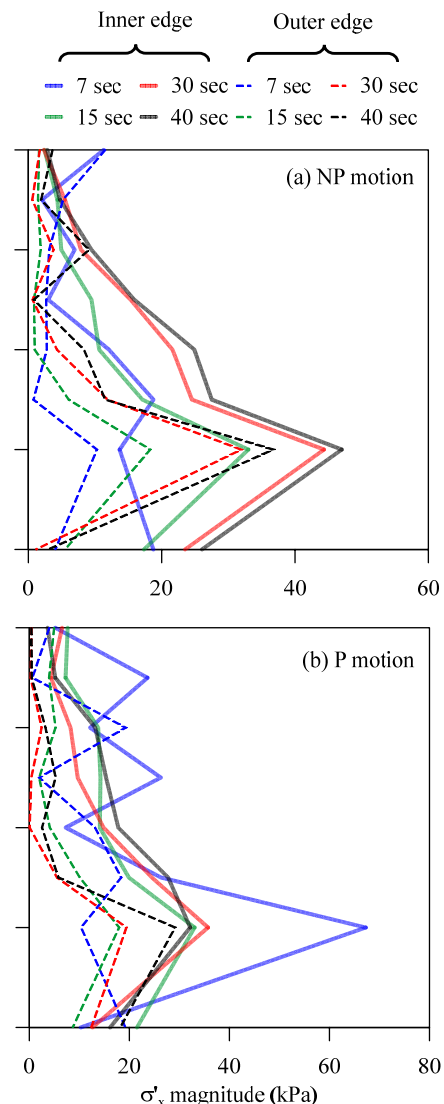 Inner edge Outer edge
7 sec 30 sec 7 sec 30 sec
15 sec 40 sec 15 sec 40 sec
(a) NP motion
0 20 40 60
(b) P motion
0 20 40 60 80
σ'x magnitude (kPa)